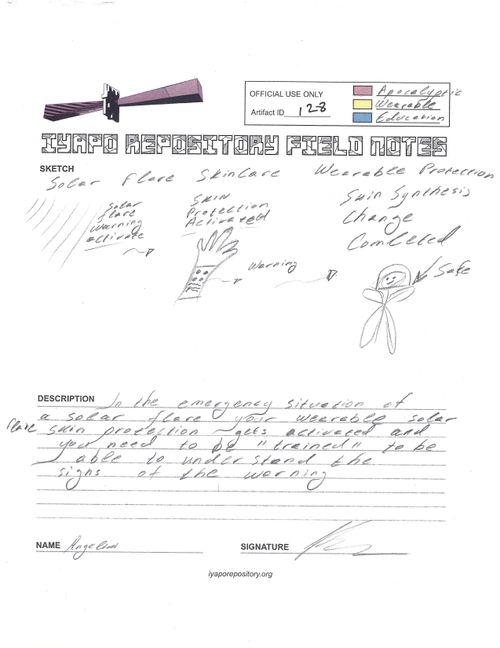 OFFICIAL USE ONLY
Artifact ID 128
Apocalyptic
Wearable
Education
IYAPO REPOSITORY FIELD NOTES
SKETCH
Solar Flare Skincare Wearable Protection
Solar
flare
Warning
activate
Skin
Protection
Activated
Skin Synthesis
Change
Comleted
Warning
Safe
DESCRIPTION In the emergency situation of
a solar flare your wearable solar
flare skin protection gets activated and
you need to be "trained" to be
able to understand the
signs of the warning
NAME
SIGNATURE
iyaporepository.org